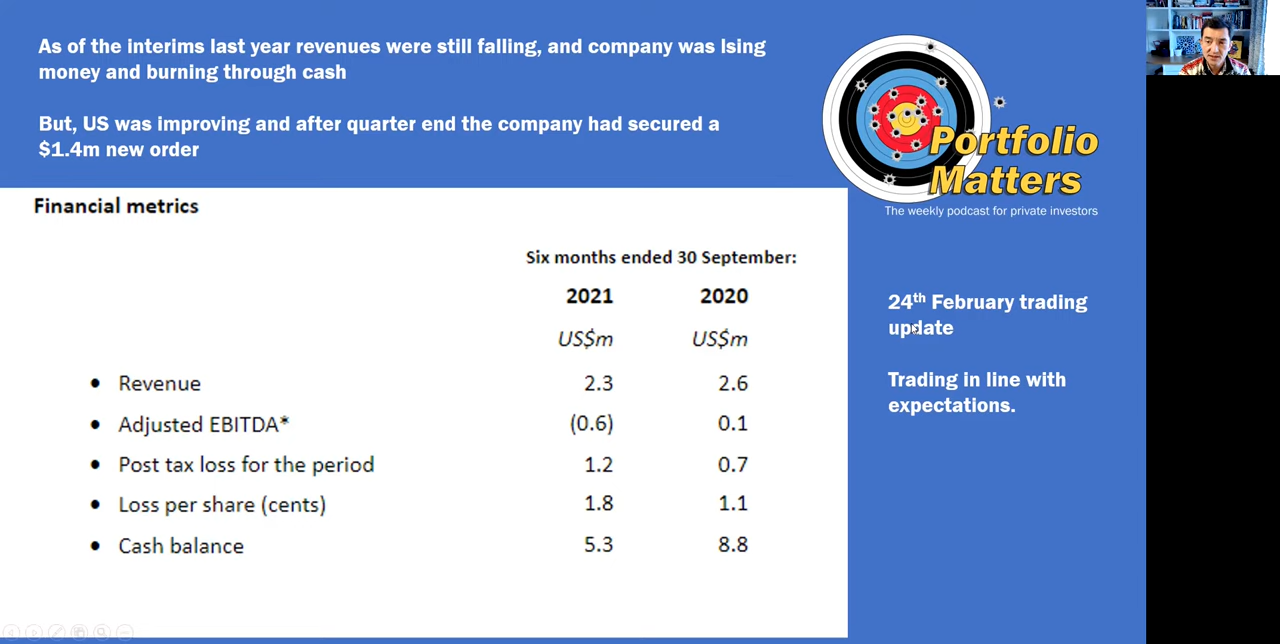 As of the interims last year revenues were still falling, and company was lsing
money and burning through cash
But, US was improving and after quarter end the company had secured a
$1.4m new order
Portfolio
Matters
The weekly podcast for private investors
Financial metrics
Six months ended 30 September:
2021 2020
US$m US$m
• Revenue 2.3 2.6
• Adjusted EBITDA* (0.6) 0.1
• Post tax loss for the period 1.2 0.7
• Loss per share (cents) 1.8 1.1
• Cash balance 5.3 8.8
24th February trading
update
Trading in line with
expectations.